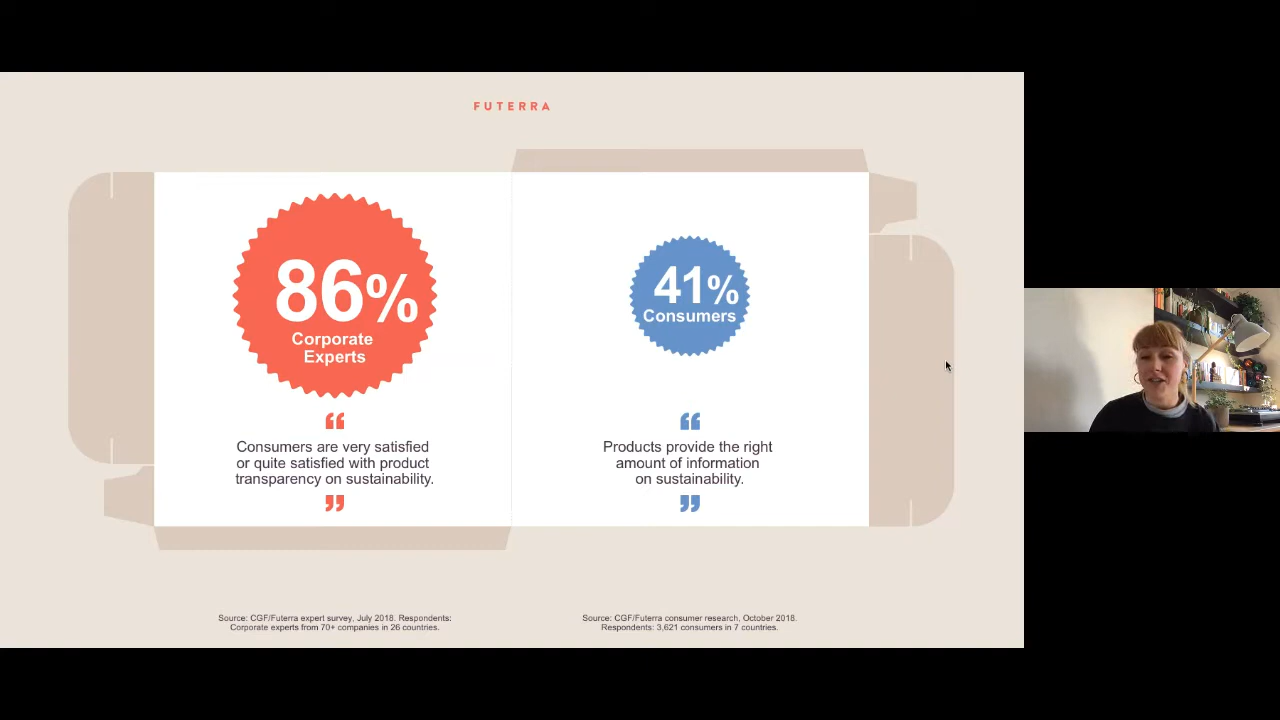 FUTERRA
86%
Corporate
Experts
“
Consumers are very satisfied
or quite satisfied with product
transparency on sustainability.
”
41%
Consumers
“
Products provide the right
amount of information
on sustainability.
”
Source: CGF/Futerra expert survey, July 2018. Respondents:
Corporate experts from 70+ companies in 26 countries.
Source: CGF/Futerra consumer research, October 2018.
Respondents: 3,621 consumers in 7 countries.